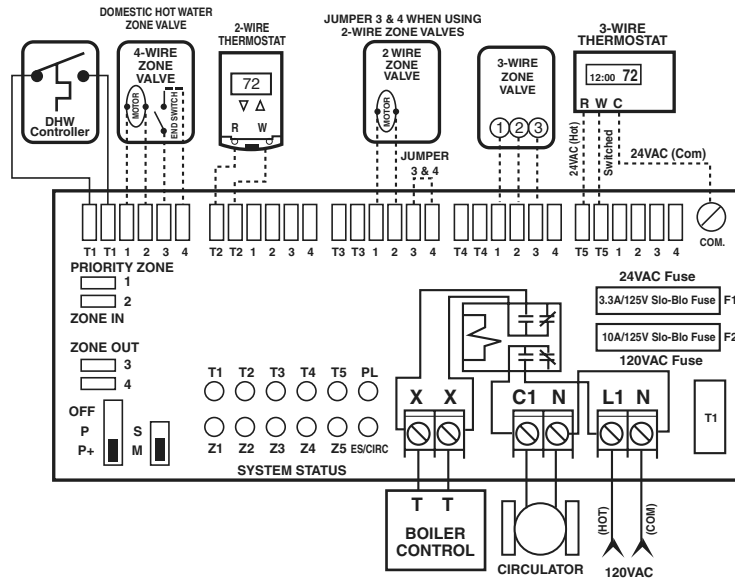 DOMESTIC HOT WATER
ZONE VALVE
4-WIRE
ZONE
VALVE
MOTOR
END SWITCH
DHW
Controller
2-WIRE
THERMOSTAT
72
R W
JUMPER 3 & 4 WHEN USING
2-WIRE ZONE VALVES
2 WIRE
ZONE
VALVE
MOTOR
JUMPER
3 & 4
3-WIRE
ZONE
VALVE
1 2 3
3-WIRE
THERMOSTAT
12:00 72
R W C
24VAC (Hot)
Switched
24VAC (Com)
COM.
T1 T1 1 2 3 4 T2 T2 1 2 3 4 T3 T3 1 2 3 4 T4 T4 1 2 3 4 T5 T5 1 2 3 4
PRIORITY ZONE
1
2
ZONE IN
ZONE OUT
3
4
OFF
P
P+
S
M
T1 T2 T3 T4 T5 PL
Z1 Z2 Z3 Z4 Z5 ES/CIRC
SYSTEM STATUS
24VAC Fuse
3.3A/125V Slo-Blo Fuse F1
10A/125V Slo-Blo Fuse F2
120VAC Fuse
T1
X X
C1 N
L1 N
T T
BOILER
CONTROL
CIRCULATOR
(HOT)
(COM)
120VAC